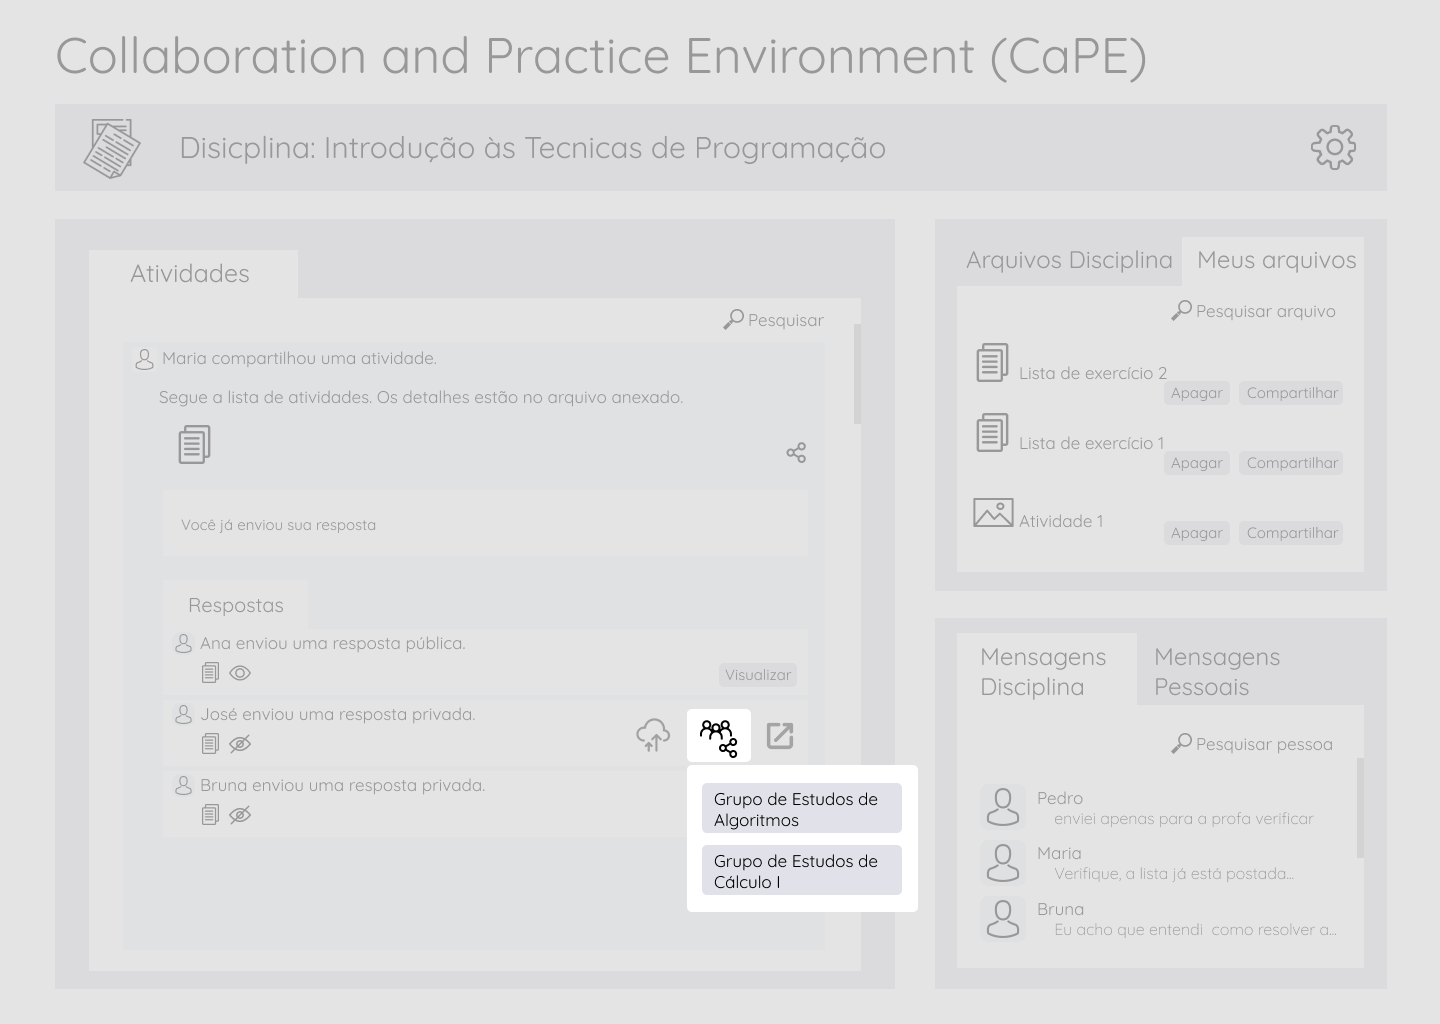 Collaboration and Practice Environment (CaPE)
Disicplina: Introdução às Tecnicas de Programação
Atividades
Pesquisar
Maria compartilhou uma atividade.
Segue a lista de atividades. Os detalhes estão no arquivo anexado.
Você já enviou sua resposta
Respostas
Ana enviou uma resposta pública.
Visualizar
José enviou uma resposta privada.
Bruna enviou uma resposta privada.
Grupo de Estudos de
Algoritmos
Grupo de Estudos de
Cálculo I
Arquivos Disciplina
Meus arquivos
Pesquisar arquivo
Lista de exercício 2
Apagar
Compartilhar
Lista de exercício 1
Apagar
Compartilhar
Atividade 1
Apagar
Compartilhar
Mensagens
Disciplina
Mensagens
Pessoais
Pesquisar pessoa
Pedro
enviei apenas para a profa verificar
Maria
Verifique, a lista já está postada...
Bruna
Eu acho que entendi como resolver a...